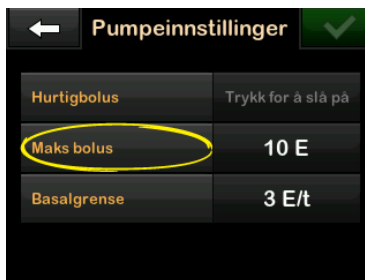 Pumpeinnstillinger
Hurtigbolus Trykk for å slå på
Maks bolus 10 E
Basalgrense 3 E/t